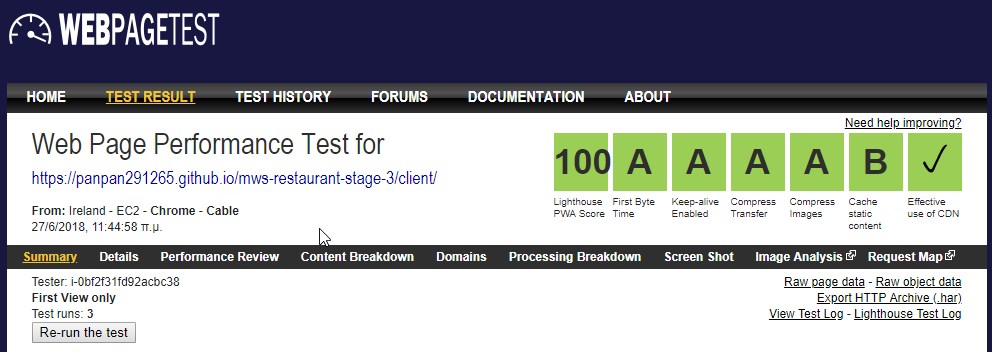 WEBPAGETEST
HOME TEST RESULT TEST HISTORY FORUMS DOCUMENTATION ABOUT
Need help improving?
Web Page Performance Test for
https://panpan291265.github.io/mws-restaurant-stage-3/client/
From: Ireland - EC2 - Chrome - Cable
27/6/2018, 11:44:58 π.μ.
100 A A A A B ✓
Lighthouse PWA Score
First Byte Time
Keep-alive Enabled
Compress Transfer
Compress Images
Cache static content
Effective use of CDN
Summary Details Performance Review Content Breakdown Domains Processing Breakdown Screen Shot Image Analysis Request Map
Tester: i-0bf2f31fd92acbc38
First View only
Test runs: 3
Re-run the test
Raw page data - Raw object data
Export HTTP Archive (.har)
View Test Log - Lighthouse Test Log